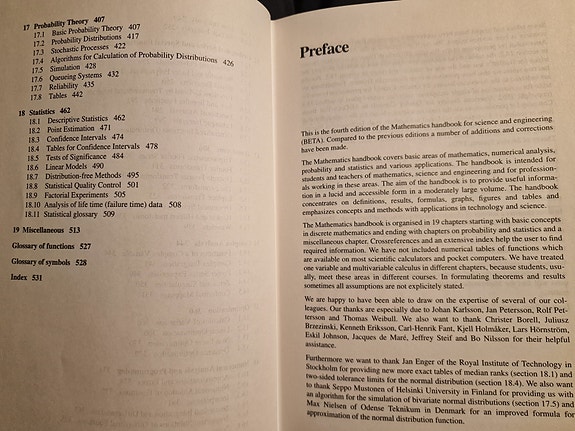 17 Probability Theory 407
17.1 Basic Probability Theory 407
17.2 Probability Distributions 417
17.3 Stochastic Processes 422
17.4 Algorithms for Calculation of Probability Distributions 426
17.5 Simulation 428
17.6 Queueing Systems 432
17.7 Reliability 435
17.8 Tables 442
18 Statistics 462
18.1 Descriptive Statistics 462
18.2 Point Estimation 471
18.3 Confidence Intervals 474
18.4 Tables for Confidence Intervals 478
18.5 Tests of Significance 484
18.6 Linear Models 490
18.7 Distribution-free Methods 495
18.8 Statistical Quality Control 501
18.9 Factorial Experiments 505
18.10 Analysis of life time (failure time) data 508
18.11 Statistical glossary 509
19 Miscellaneous 513
Glossary of functions 527
Glossary of symbols 528
Index 531
Preface
This is the fourth edition of the Mathematics handbook for science and engineering
(BETA). Compared to the previous editions a number of additions and corrections
have been made.
The Mathematics handbook covers basic areas of mathematics, numerical analysis,
probability and statistics and various applications. The handbook is intended for
students and teachers of mathematics, science and engineering and for profession-
als working in these areas. The aim of the handbook is to provide useful informa-
tion in a lucid and accessible form in a moderately large volume. The handbook
concentrates on definitions, results, formulas, graphs, figures and tables and
emphasizes concepts and methods with applications in technology and science.
The Mathematics handbook is organised in 19 chapters starting with basic concepts
in discrete mathematics and ending with chapters on probability and statistics and a
miscellaneous chapter. Crossreferences and an extensive index help the user to find
required information. We have not included numerical tables of functions which
are available on most scientific calculators and pocket computers. We have treated
one variable and multivariable calculus in different chapters, because students, usu-
ally, meet these areas in different courses. In formulating theorems and results
sometimes all assumptions are not explicitely stated.
We are happy to have been able to draw on the expertise of several of our col-
leagues. Our thanks are especially due to Johan Karlsson, Jan Petersson, Rolf Pet-
tersson and Thomas Weibull. We also want to thank Christer Borell, Juliusz
Brzezinski, Kenneth Eriksson, Carl-Henrik Fant, Kjell Holmåker, Lars Hörnström,
Eskil Johnson, Jacques de Maré, Jeffrey Steif and Bo Nilsson for their helpful
assistance.
Furthermore we want to thank Jan Enger of the Royal Institute of Technology in
Stockholm for providing new more exact tables of median ranks (section 18.1) and
two-sided tolerance limits for the normal distribution (section 18.4). We also want
to thank Seppo Mustonen of Helsinki University in Finland for providing us with
an algorithm for the simulation of bivariate normal distributions (section 17.5) and
Max Nielsen of Odense Teknikum in Denmark for an improved formula for
approximation of the normal distribution function.